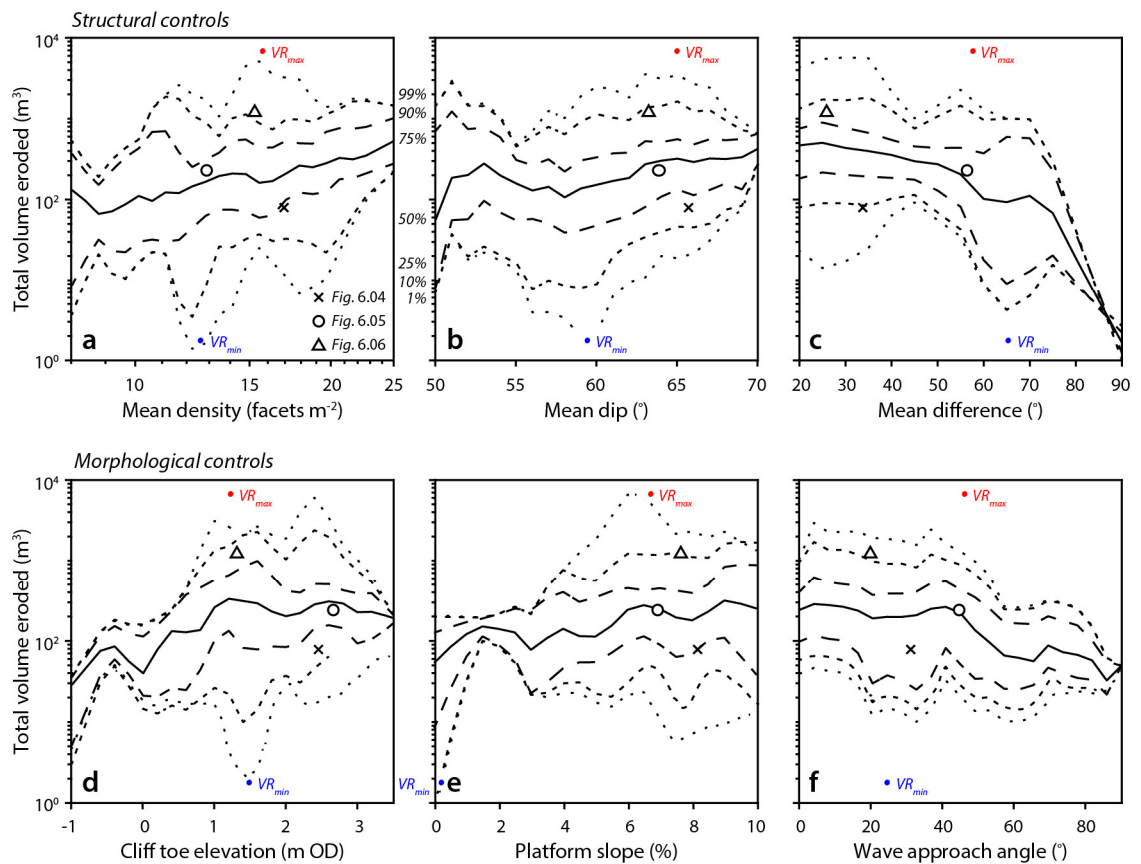 Structural controls
10⁴
10²
10⁰
Total volume eroded (m³)
VRmax
VRmin
× Fig. 6.04
○ Fig. 6.05
△ Fig. 6.06
a
10
15
20
25
Mean density (facets m⁻²)
99%
90%
75%
50%
25%
10%
1%
VRmax
VRmin
b
50
55
60
65
70
Mean dip (°)
VRmax
VRmin
c
20
30
40
50
60
70
80
90
Mean difference (°)
Morphological controls
10⁴
10²
10⁰
Total volume eroded (m³)
VRmax
VRmin
d
-1
0
1
2
3
Cliff toe elevation (m OD)
VRmax
VRmin
e
0
2
4
6
8
10
Platform slope (%)
VRmax
VRmin
f
0
20
40
60
80
Wave approach angle (°)